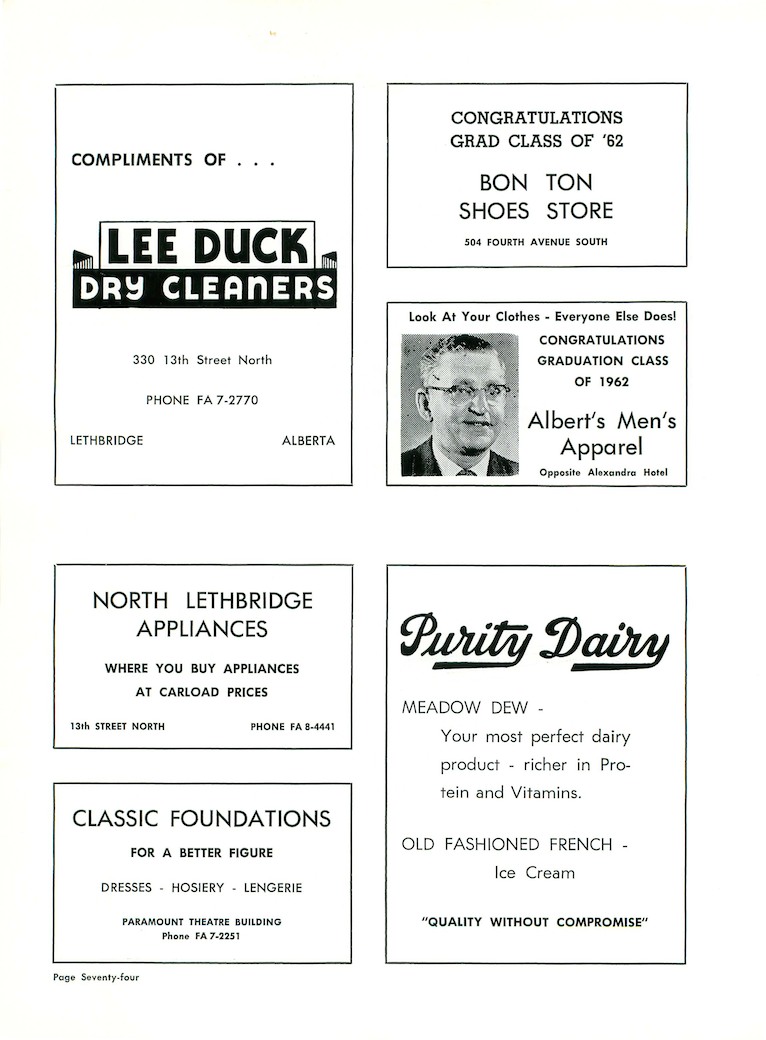 COMPLIMENTS OF . . .
LEE DUCK
DRY CLEANERS
330 13th Street North
PHONE FA 7-2770
LETHBRIDGE ALBERTA
CONGRATULATIONS
GRAD CLASS OF '62
BON TON
SHOES STORE
504 FOURTH AVENUE SOUTH
Look At Your Clothes - Everyone Else Does!
CONGRATULATIONS
GRADUATION CLASS
OF 1962
Albert's Men's
Apparel
Opposite Alexandra Hotel
NORTH LETHBRIDGE
APPLIANCES
WHERE YOU BUY APPLIANCES
AT CARLOAD PRICES
13th STREET NORTH PHONE FA 8-4441
CLASSIC FOUNDATIONS
FOR A BETTER FIGURE
DRESSES - HOSIERY - LENGERIE
PARAMOUNT THEATRE BUILDING
Phone FA 7-2251
Purity Dairy
MEADOW DEW -
Your most perfect dairy
product - richer in Pro-
tein and Vitamins.
OLD FASHIONED FRENCH -
Ice Cream
"QUALITY WITHOUT COMPROMISE"
Page Seventy-four